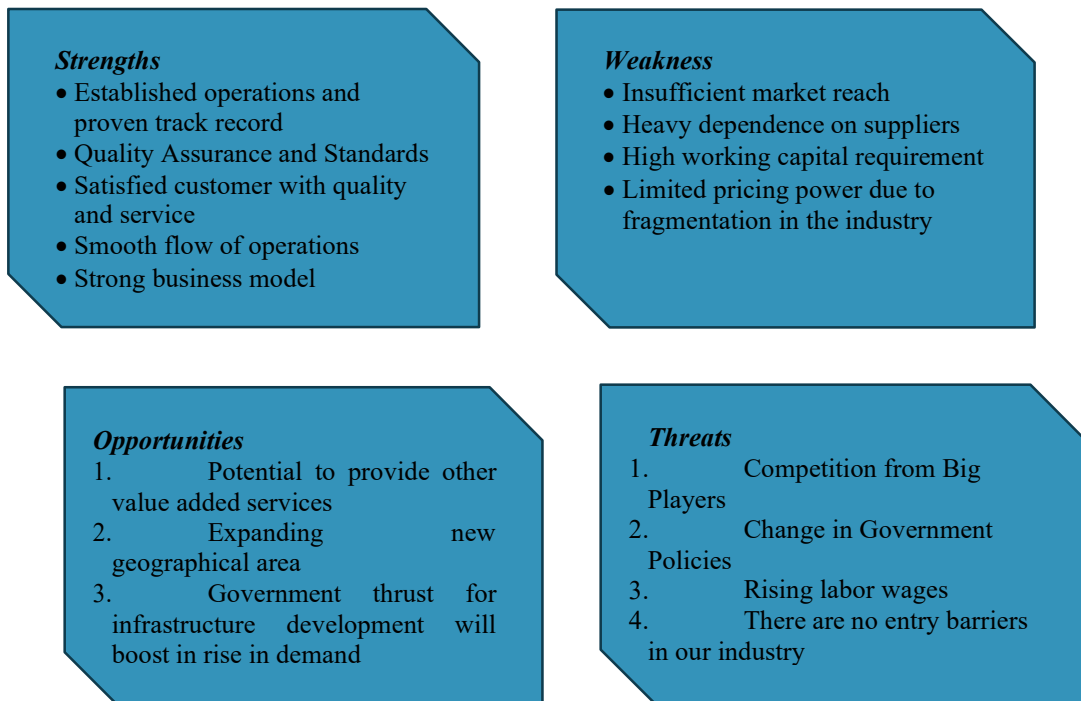 Strengths
• Established operations and
proven track record
• Quality Assurance and Standards
• Satisfied customer with quality
and service
• Smooth flow of operations
• Strong business model
Weakness
• Insufficient market reach
• Heavy dependence on suppliers
• High working capital requirement
• Limited pricing power due to
fragmentation in the industry
Opportunities
1. Potential to provide other
value added services
2. Expanding new
geographical area
3. Government thrust for
infrastructure development will
boost in rise in demand
Threats
1. Competition from Big
Players
2. Change in Government
Policies
3. Rising labor wages
4. There are no entry barriers
in our industry